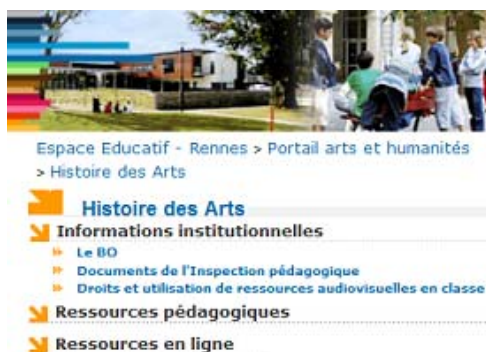 Espace Educatif - Rennes > Portail arts et humanités
> Histoire des Arts
Histoire des Arts
Informations institutionnelles
Le BO
Documents de l'Inspection pédagogique
Droits et utilisation de ressources audiovisuelles en classe
Ressources pédagogiques
Ressources en ligne